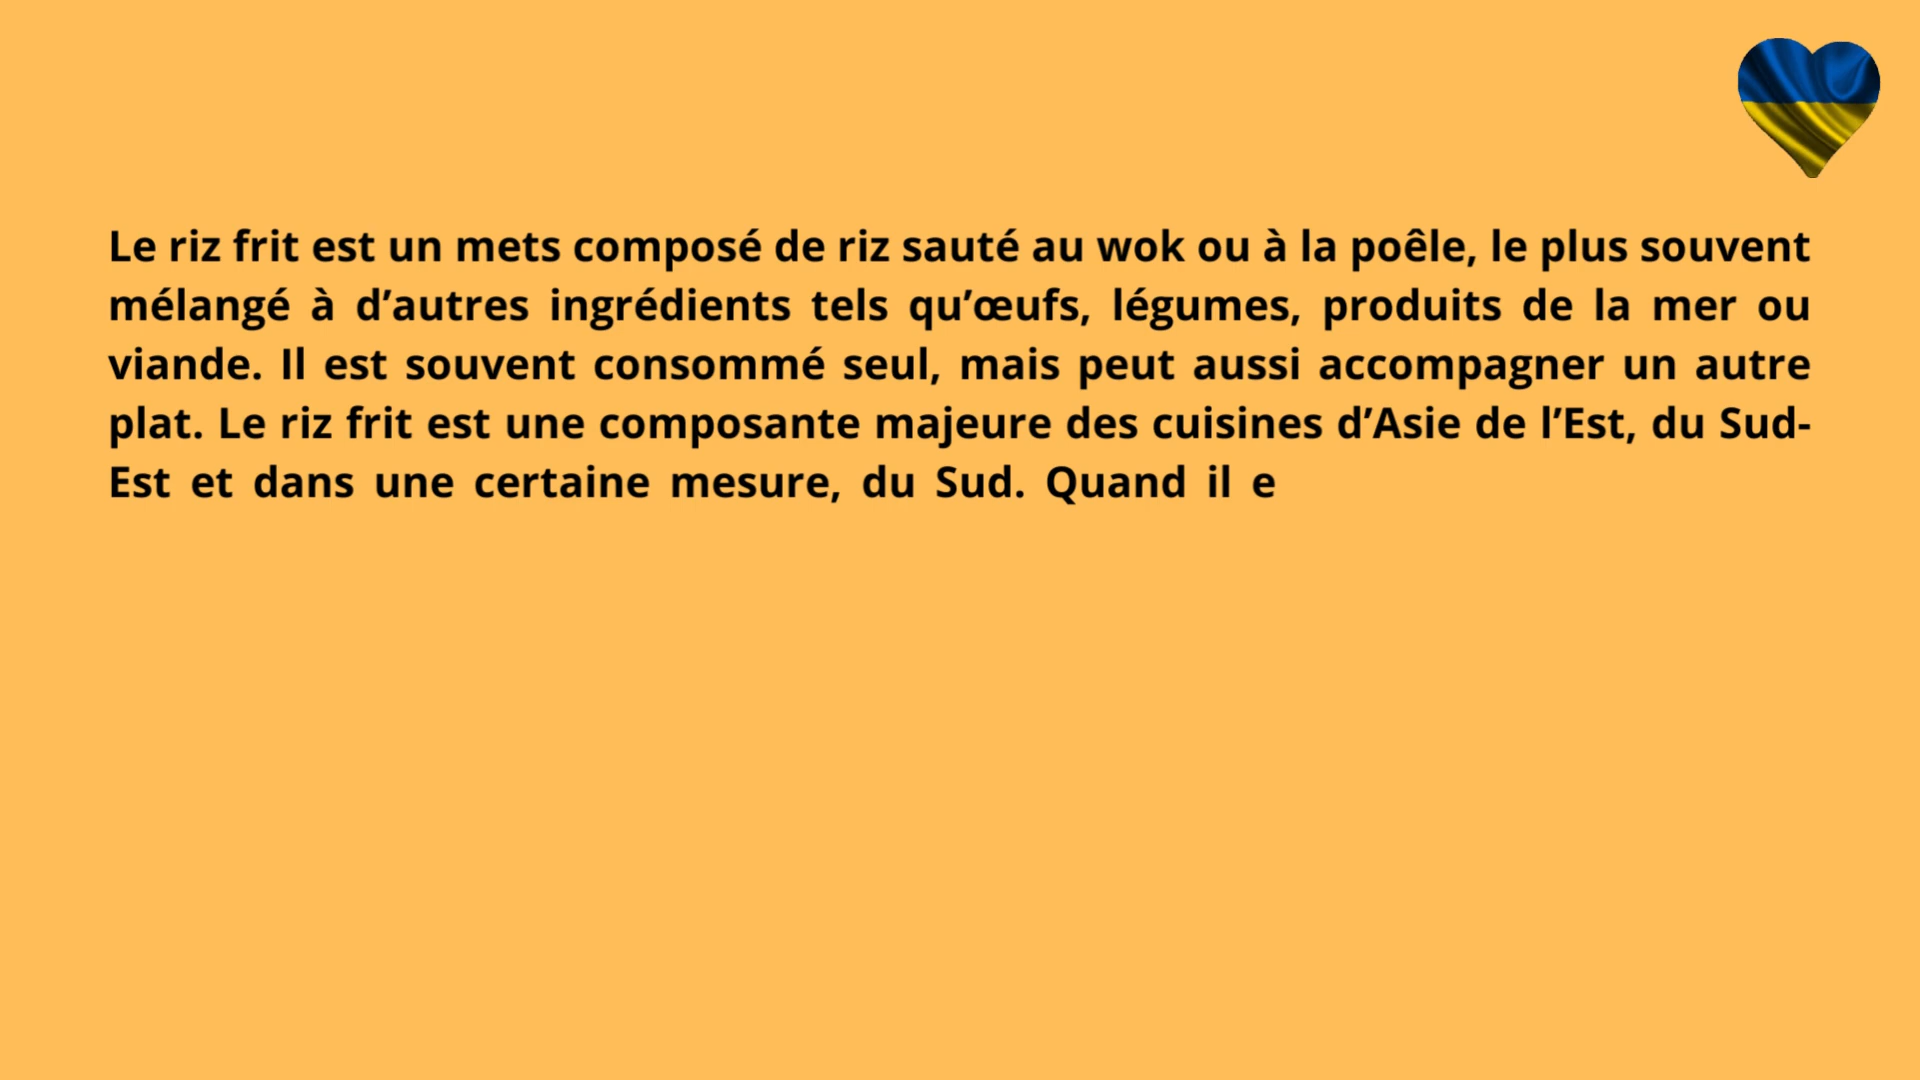 Le riz frit est un mets composé de riz sauté au wok ou à la poêle, le plus souvent
mélangé à d’autres ingrédients tels qu’œufs, légumes, produits de la mer ou
viande. Il est souvent consommé seul, mais peut aussi accompagner un autre
plat. Le riz frit est une composante majeure des cuisines d’Asie de l’Est, du Sud-
Est et dans une certaine mesure, du Sud. Quand il e